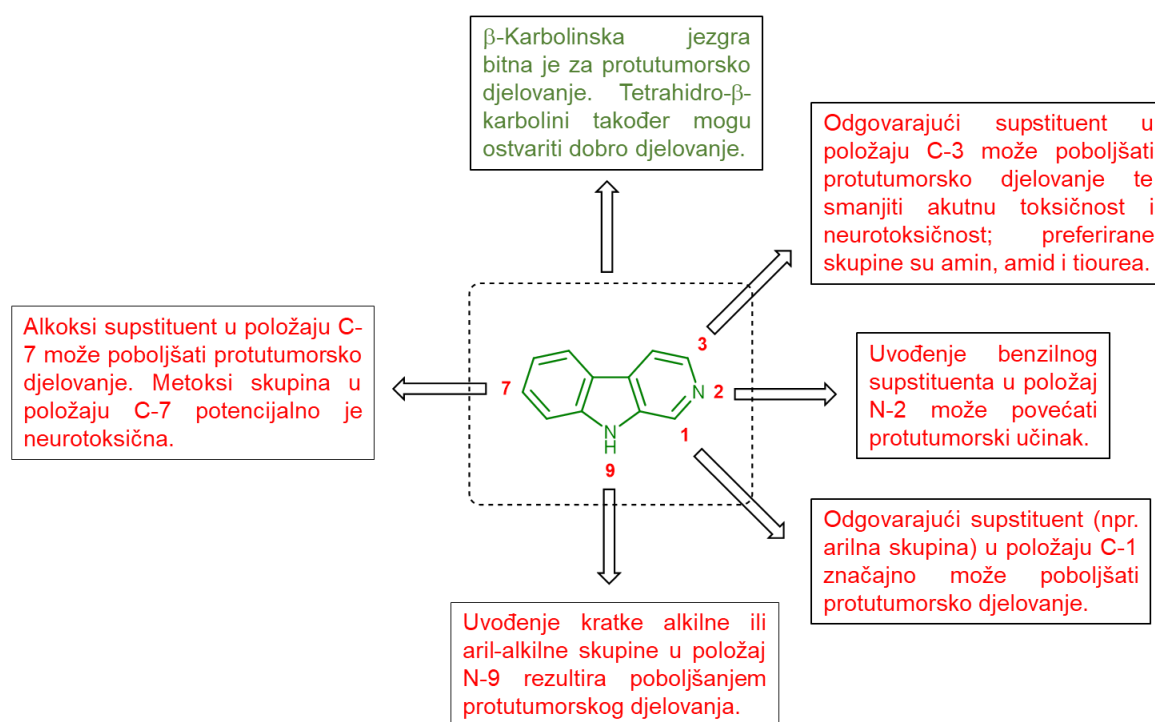 β-Karbolinska jezgra
bitna je za protutumorsko
djelovanje. Tetrahidro-β-
karbolini također mogu
ostvariti dobro djelovanje.
Odgovarajući supstituent u
položaju C-3 može poboljšati
protutumorsko djelovanje te
smanjiti akutnu toksičnost i
neurotoksičnost; preferirane
skupine su amin, amid i tiourea.
Alkoksi supstituent u položaju C-
7 može poboljšati protutumorsko
djelovanje. Metoksi skupina u
položaju C-7 potencijalno je
neurotoksična.
3
7
N 2
N
H
1
9
Uvođenje benzilnog
supstituenta u položaj
N-2 može povećati
protutumorski učinak.
Odgovarajući supstituent (npr.
arilna skupina) u položaju C-1
značajno može poboljšati
protutumorsko djelovanje.
Uvođenje kratke alkilne ili
aril-alkilne skupine u položaj
N-9 rezultira poboljšanjem
protutumorskog djelovanja.